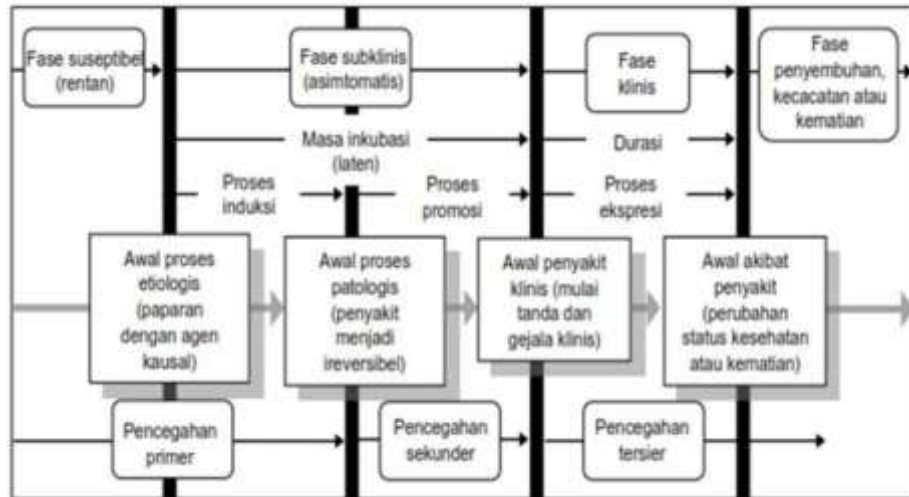 Fase suseptibel
(rentan)
Fase subklinis
(asimtomatis)
Fase
klinis
Fase
penyembuhan,
kecacatan atau
kematian
Masa inkubasi
(laten)
Durasi
Proses
induksi
Proses
promosi
Proses
ekspresi
Awal proses
etiologis
(paparan
dengan agen
kausal)
Awal proses
patologis
(penyakit
menjadi
ireversibel)
Awal penyakit
klinis (mulai
tanda dan
gejala klinis)
Awal akibat
penyakit
(perubahan
status kesehatan
atau kematian)
Pencegahan
primer
Pencegahan
sekunder
Pencegahan
tersier